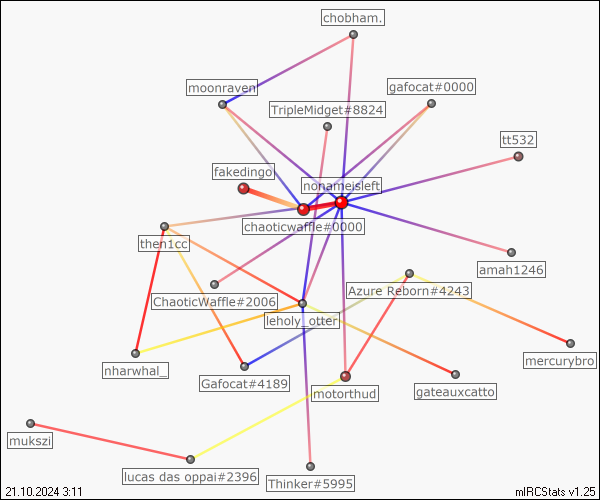 chobham.
moonraven
gafocat#0000
TripleMidget#8824
tt532
fakedingo
nonameisleft
chaoticwaffle#0000
then1cc
amah1246
ChaoticWaffle#2006
Azure Reborn#4243
leholy_otter
nharwhal_
mercurybro
Gafocat#4189
motorthud
gateauxcatto
mukszi
lucas das oppai#2396
Thinker#5995
21.10.2024 3:11
mIRCStats v1.25